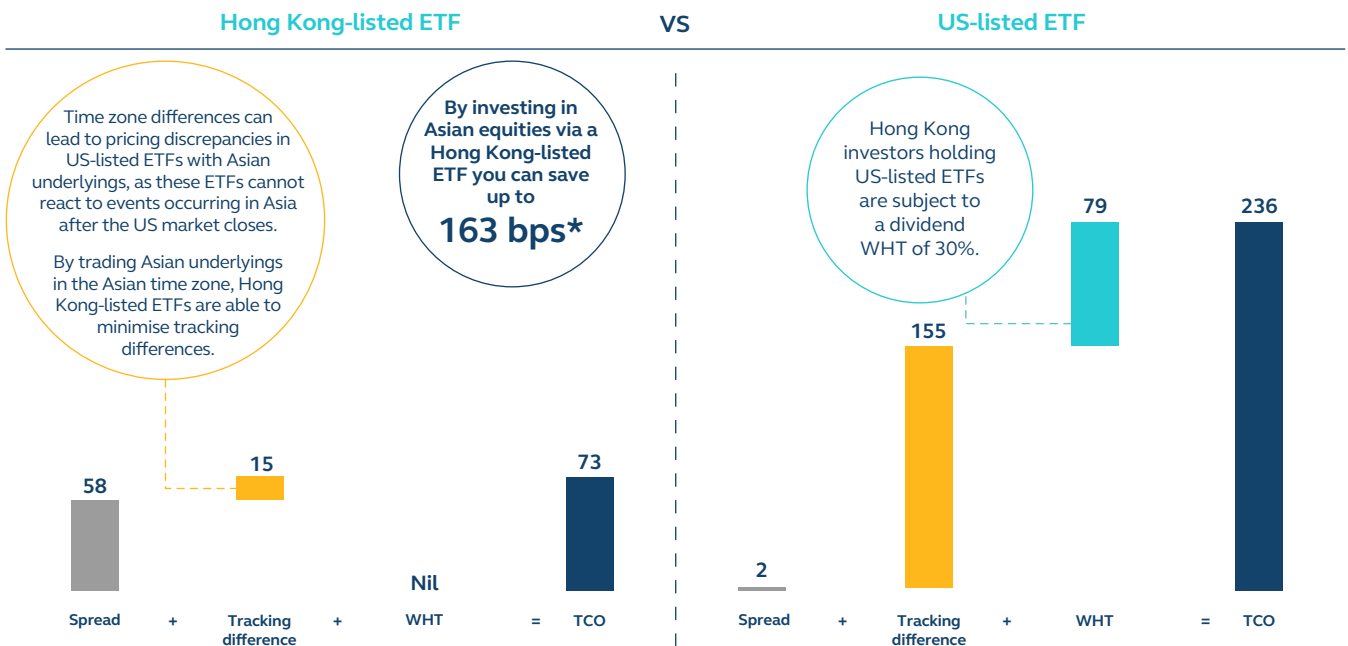 Hong Kong-listed ETF
VS
US-listed ETF
Time zone differences can
lead to pricing discrepancies in
US-listed ETFs with Asian
underlyings, as these ETFs cannot
react to events occurring in Asia
after the US market closes.
By trading Asian underlyings
in the Asian time zone, Hong
Kong-listed ETFs are able to
minimise tracking
differences.
By investing in
Asian equities via a
Hong Kong-listed
ETF you can save
up to
163 bps*
58
15
Nil
73
Spread + Tracking difference + WHT = TCO
Hong Kong
investors holding
US-listed ETFs
are subject to
a dividend
WHT of 30%.
2
155
79
236
Spread + Tracking difference + WHT = TCO